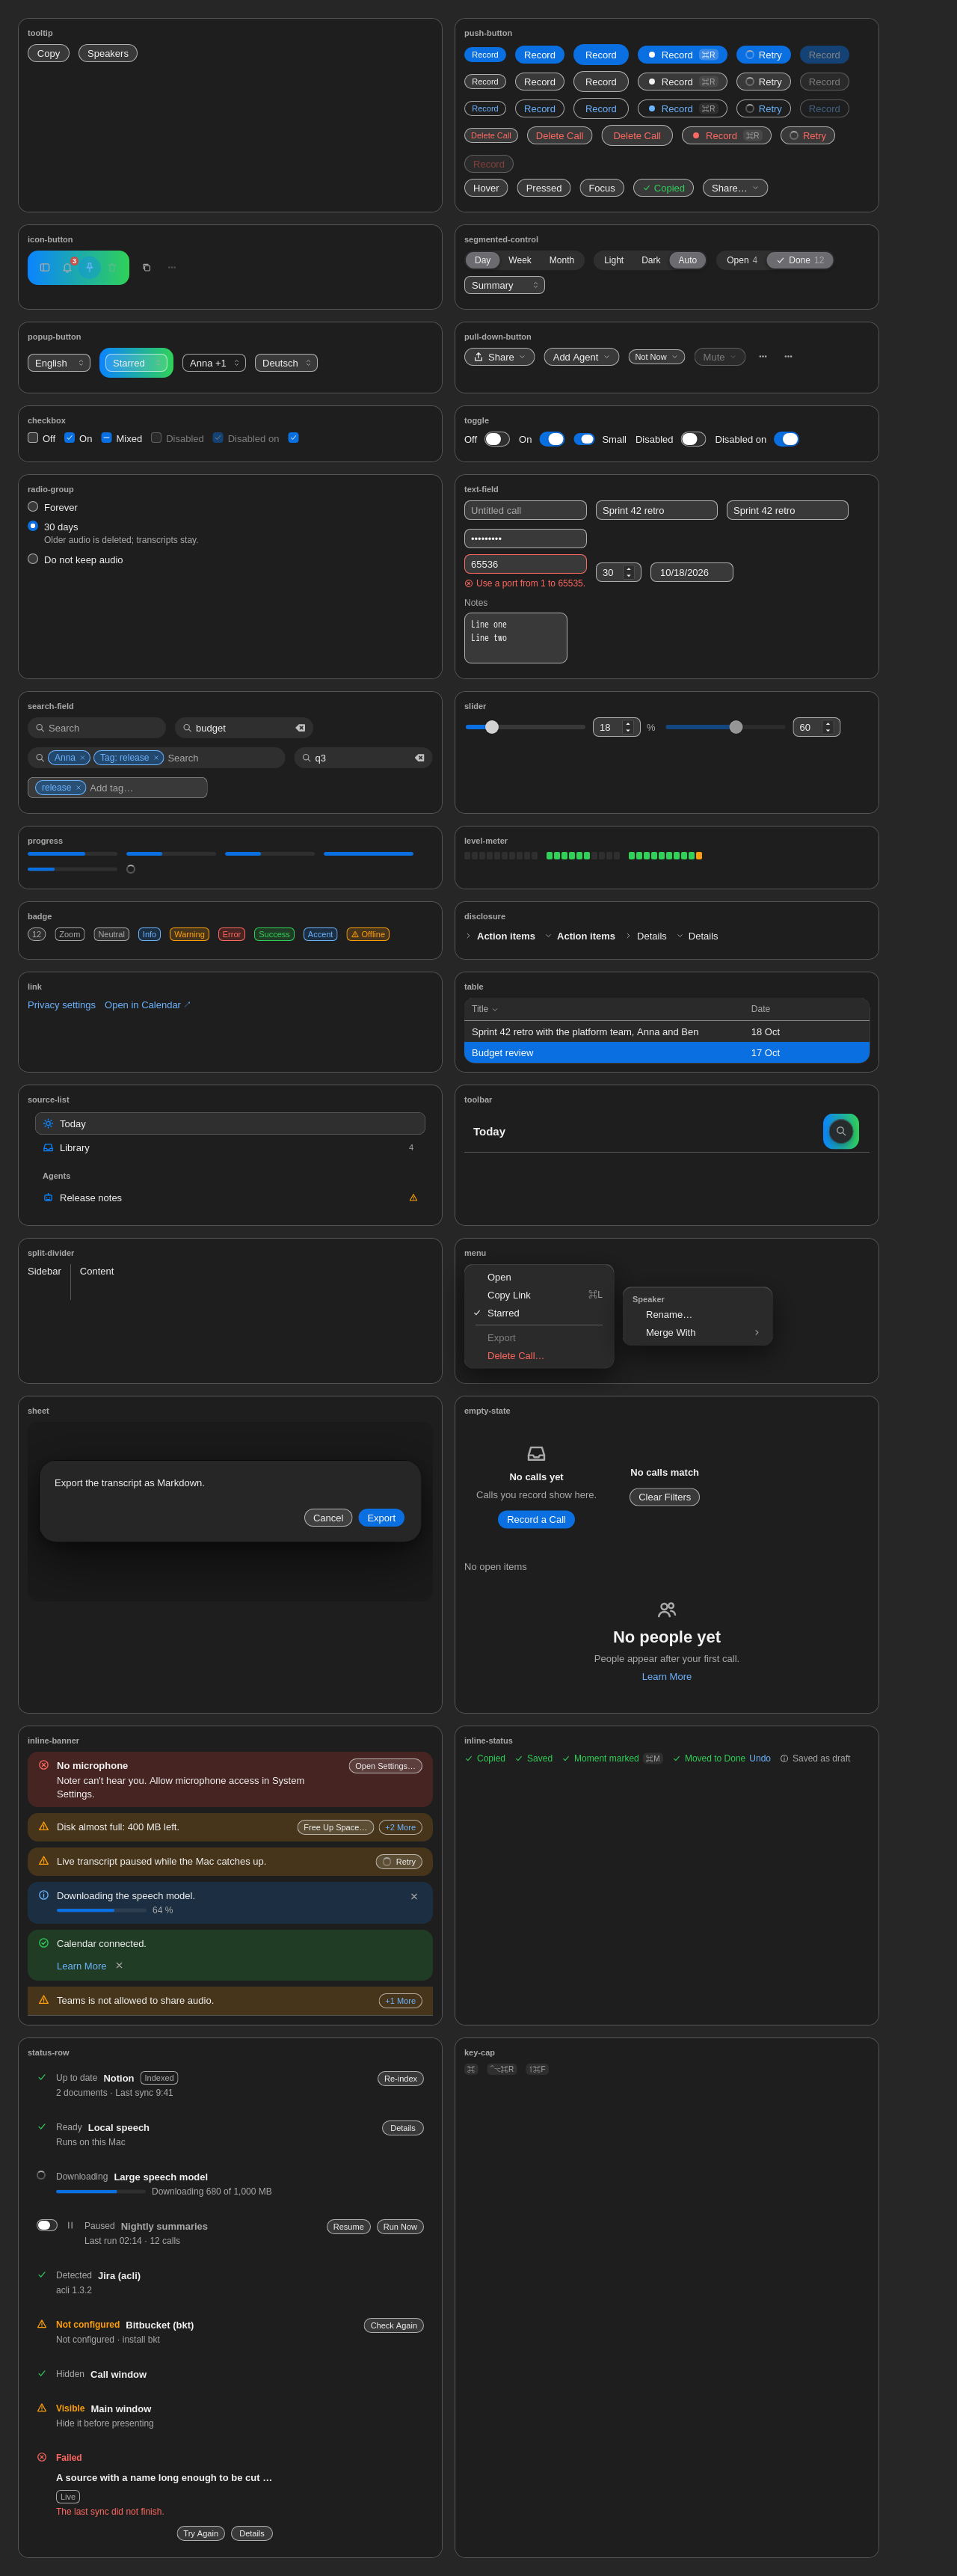 tooltip
Copy Speakers
push-button
Record Record Record Record ⌘R Retry Record
Record Record Record Record ⌘R Retry Record
Record Record Record Record ⌘R Retry Record
Delete Call Delete Call Delete Call Record ⌘R Retry
Record
Hover Pressed Focus Copied Share…
icon-button
3
segmented-control
Day Week Month Light Dark Auto Open 4 Done 12
Summary
popup-button
English Starred Anna +1 Deutsch
pull-down-button
Share Add Agent Not Now Mute
checkbox
Off On Mixed Disabled Disabled on
toggle
Off On Small Disabled Disabled on
radio-group
Forever
30 days
Older audio is deleted; transcripts stay.
Do not keep audio
text-field
Untitled call Sprint 42 retro Sprint 42 retro
•••••••••
65536 30 10/18/2026
Use a port from 1 to 65535.
Notes
Line one
Line two
search-field
Search budget
Anna × Tag: release × Search q3
release × Add tag…
slider
18 % 60
progress
level-meter
badge
12 Zoom Neutral Info Warning Error Success Accent Offline
disclosure
Action items Action items Details Details
link
Privacy settings Open in Calendar ↗
table
Title Date
Sprint 42 retro with the platform team, Anna and Ben 18 Oct
Budget review 17 Oct
source-list
Today
Library 4
Agents
Release notes
toolbar
Today
split-divider
Sidebar Content
menu
Open
Copy Link ⌘L
Starred
Export
Delete Call…
Speaker
Rename…
Merge With
sheet
Export the transcript as Markdown.
Cancel Export
empty-state
No calls yet
Calls you record show here.
Record a Call
No calls match
Clear Filters
No open items
No people yet
People appear after your first call.
Learn More
inline-banner
No microphone Open Settings…
Noter can't hear you. Allow microphone access in System
Settings.
Disk almost full: 400 MB left. Free Up Space… +2 More
Live transcript paused while the Mac catches up. Retry
Downloading the speech model.
64 %
Calendar connected.
Learn More
Teams is not allowed to share audio. +1 More
inline-status
Copied Saved Moment marked ⌘M Moved to Done Undo Saved as draft
status-row
Up to date Notion Indexed Re-index
2 documents · Last sync 9:41
Ready Local speech Details
Runs on this Mac
Downloading Large speech model
Downloading 680 of 1,000 MB
Paused Nightly summaries Resume Run Now
Last run 02:14 · 12 calls
Detected Jira (acli)
acli 1.3.2
Not configured Bitbucket (bkt) Check Again
Not configured · install bkt
Hidden Call window
Visible Main window
Hide it before presenting
Failed
A source with a name long enough to be cut …
Live
The last sync did not finish.
Try Again Details
key-cap
⌘ ⌃⌥⌘R ⇧⌘F